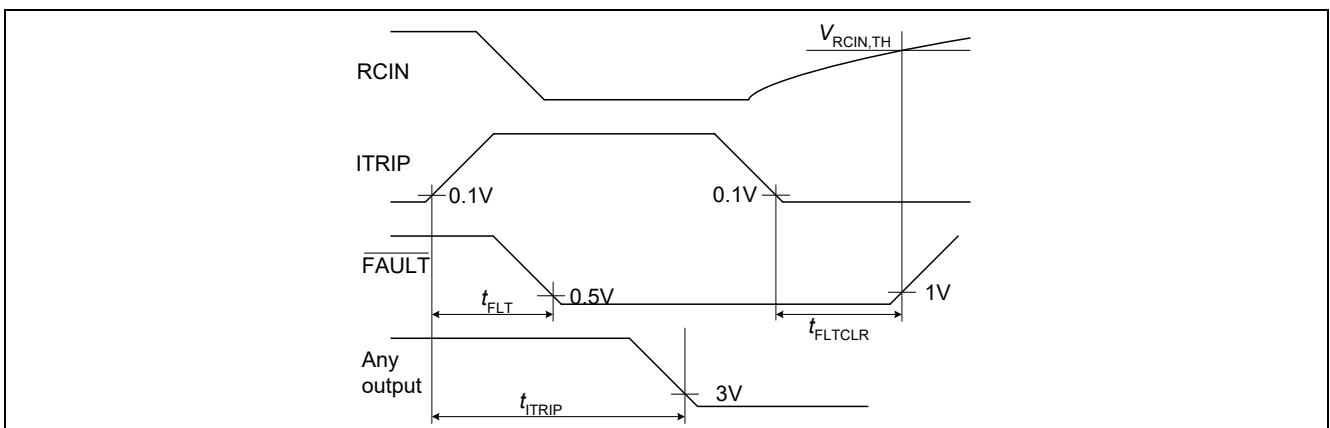 V_RCIN,TH
RCIN
ITRIP
0.1V
0.1V
FAULT
0.5V
1V
t_FLT
t_FLTCLR
Any
output
3V
t_ITRIP